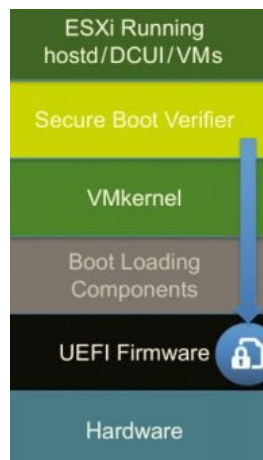 ESXi Running
hostd/DCUI/VMs
Secure Boot Verifier
VMkernel
Boot Loading
Components
UEFI Firmware
Hardware